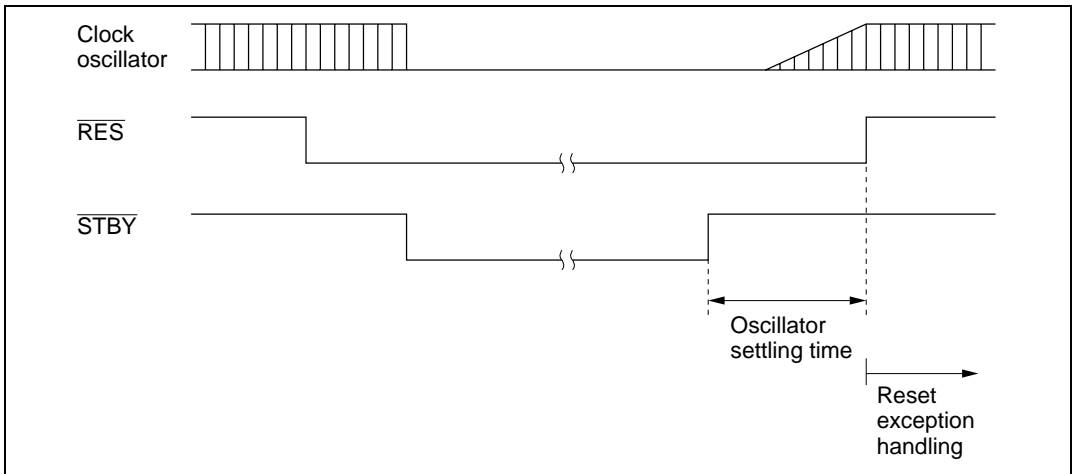 Clock
oscillator
RES
STBY
Oscillator
settling time
Reset
exception
handling